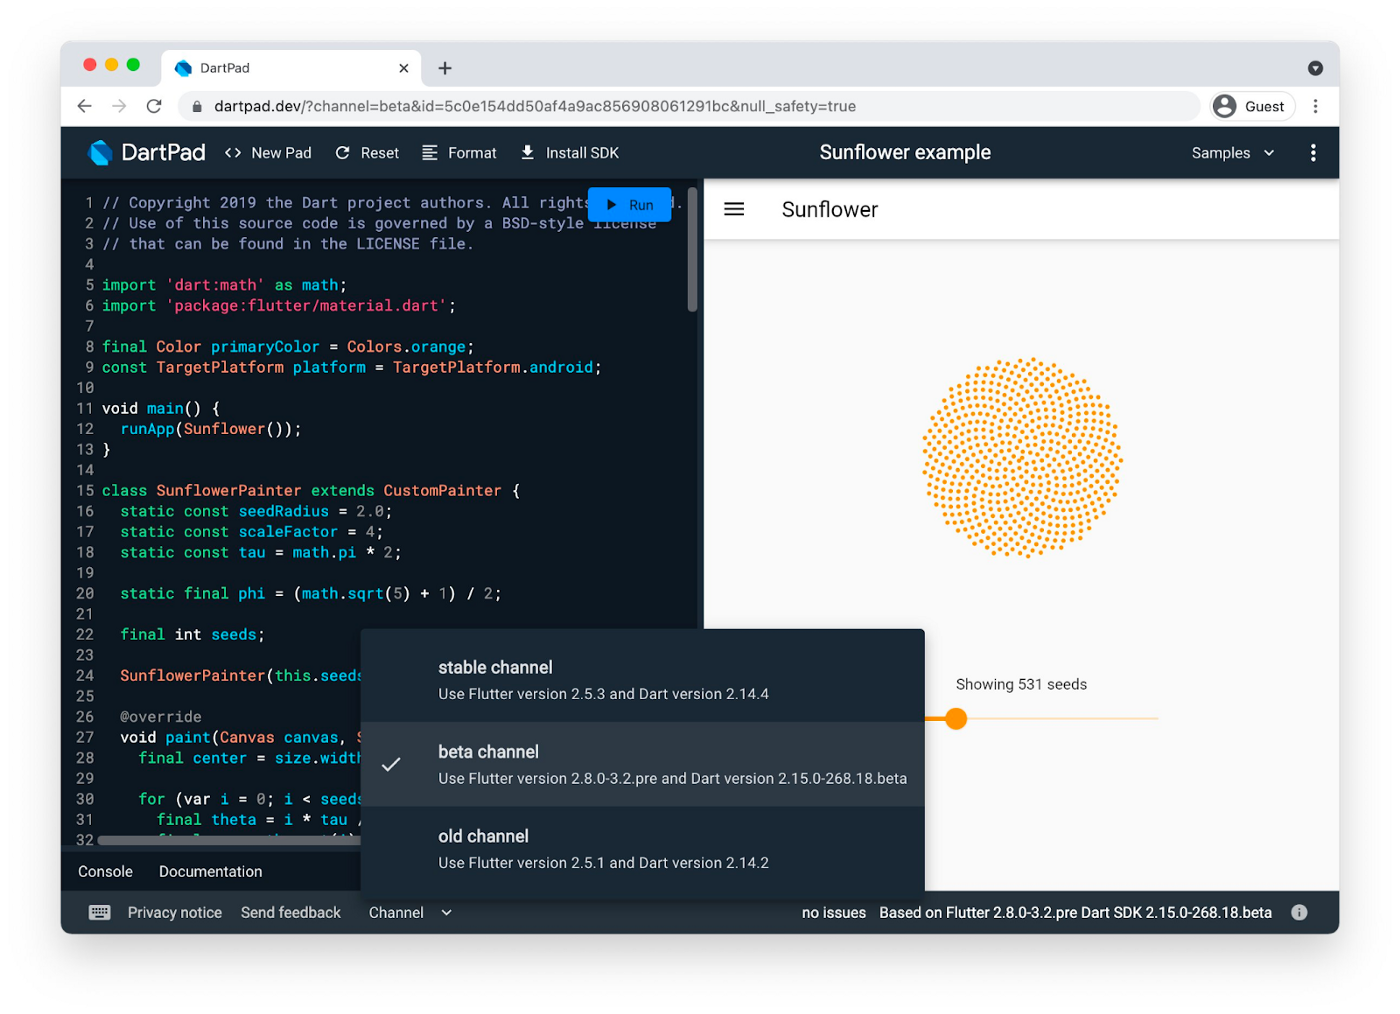 DartPad
dartpad.dev/?channel=beta&id=5c0e154dd50af4a9ac856908061291bc&null_safety=true
Guest
DartPad
<> New Pad
Reset
Format
Install SDK
Sunflower example
Samples
Run
1 // Copyright 2019 the Dart project authors. All rights
2 // Use of this source code is governed by a BSD-style license
3 // that can be found in the LICENSE file.
4
5 import 'dart:math' as math;
6 import 'package:flutter/material.dart';
7
8 final Color primaryColor = Colors.orange;
9 const TargetPlatform platform = TargetPlatform.android;
10
11 void main() {
12 runApp(Sunflower());
13 }
14
15 class SunflowerPainter extends CustomPainter {
16 static const seedRadius = 2.0;
17 static const scaleFactor = 4;
18 static const tau = math.pi * 2;
19
20 static final phi = (math.sqrt(5) + 1) / 2;
21
22 final int seeds;
23
24 SunflowerPainter(this.seeds
25
26 @override
27 void paint(Canvas canvas, S
28 final center = size.width
29
30 for (var i = 0; i < seeds
31 final theta = i * tau /
32
Sunflower
Showing 531 seeds
stable channel
Use Flutter version 2.5.3 and Dart version 2.14.4
beta channel
Use Flutter version 2.8.0-3.2.pre and Dart version 2.15.0-268.18.beta
old channel
Use Flutter version 2.5.1 and Dart version 2.14.2
Console
Documentation
Privacy notice
Send feedback
Channel
no issues
Based on Flutter 2.8.0-3.2.pre Dart SDK 2.15.0-268.18.beta